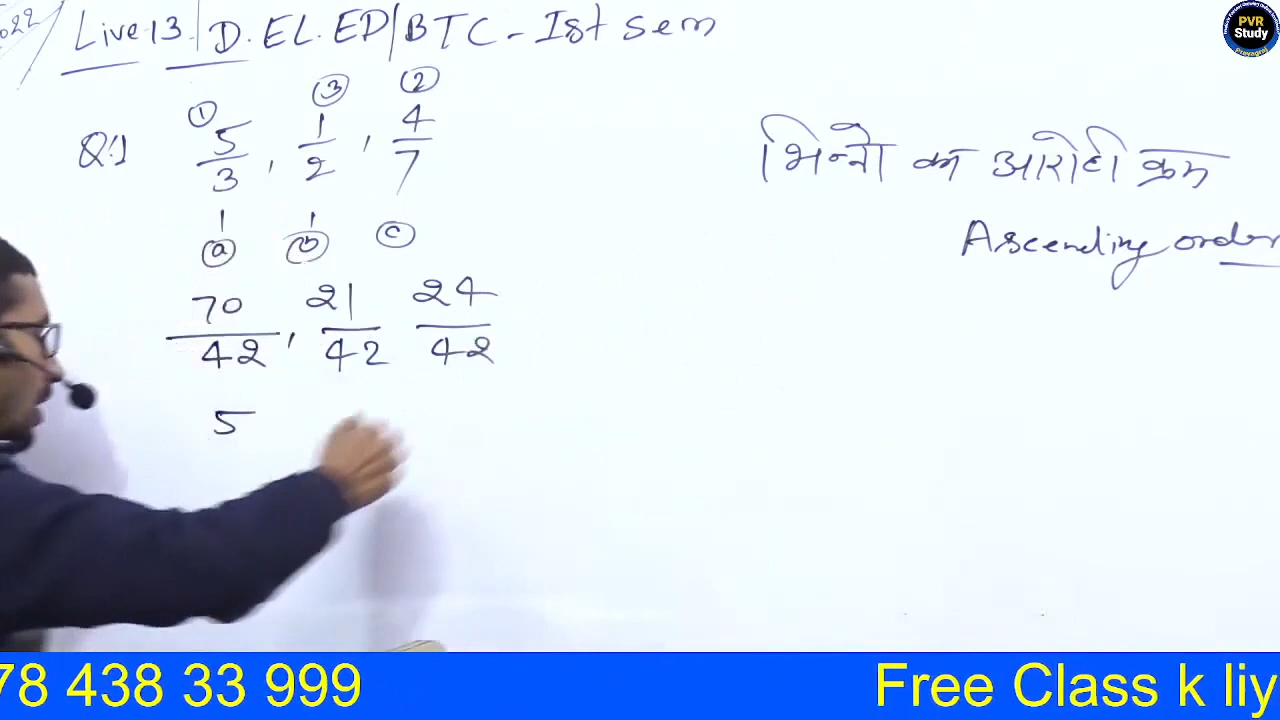 Live 13 | D. EL. ED | BTC - Ist Sem
① ③ ②
Q.1 5/3, 1/2, 4/7
भिन्नो का आरोही क्रम
ⓐ ⓑ ⓒ
Ascending order
70/42, 21/42 24/42
5
PVR
Study
Prayagraj
78 438 33 999
Free Class k liy